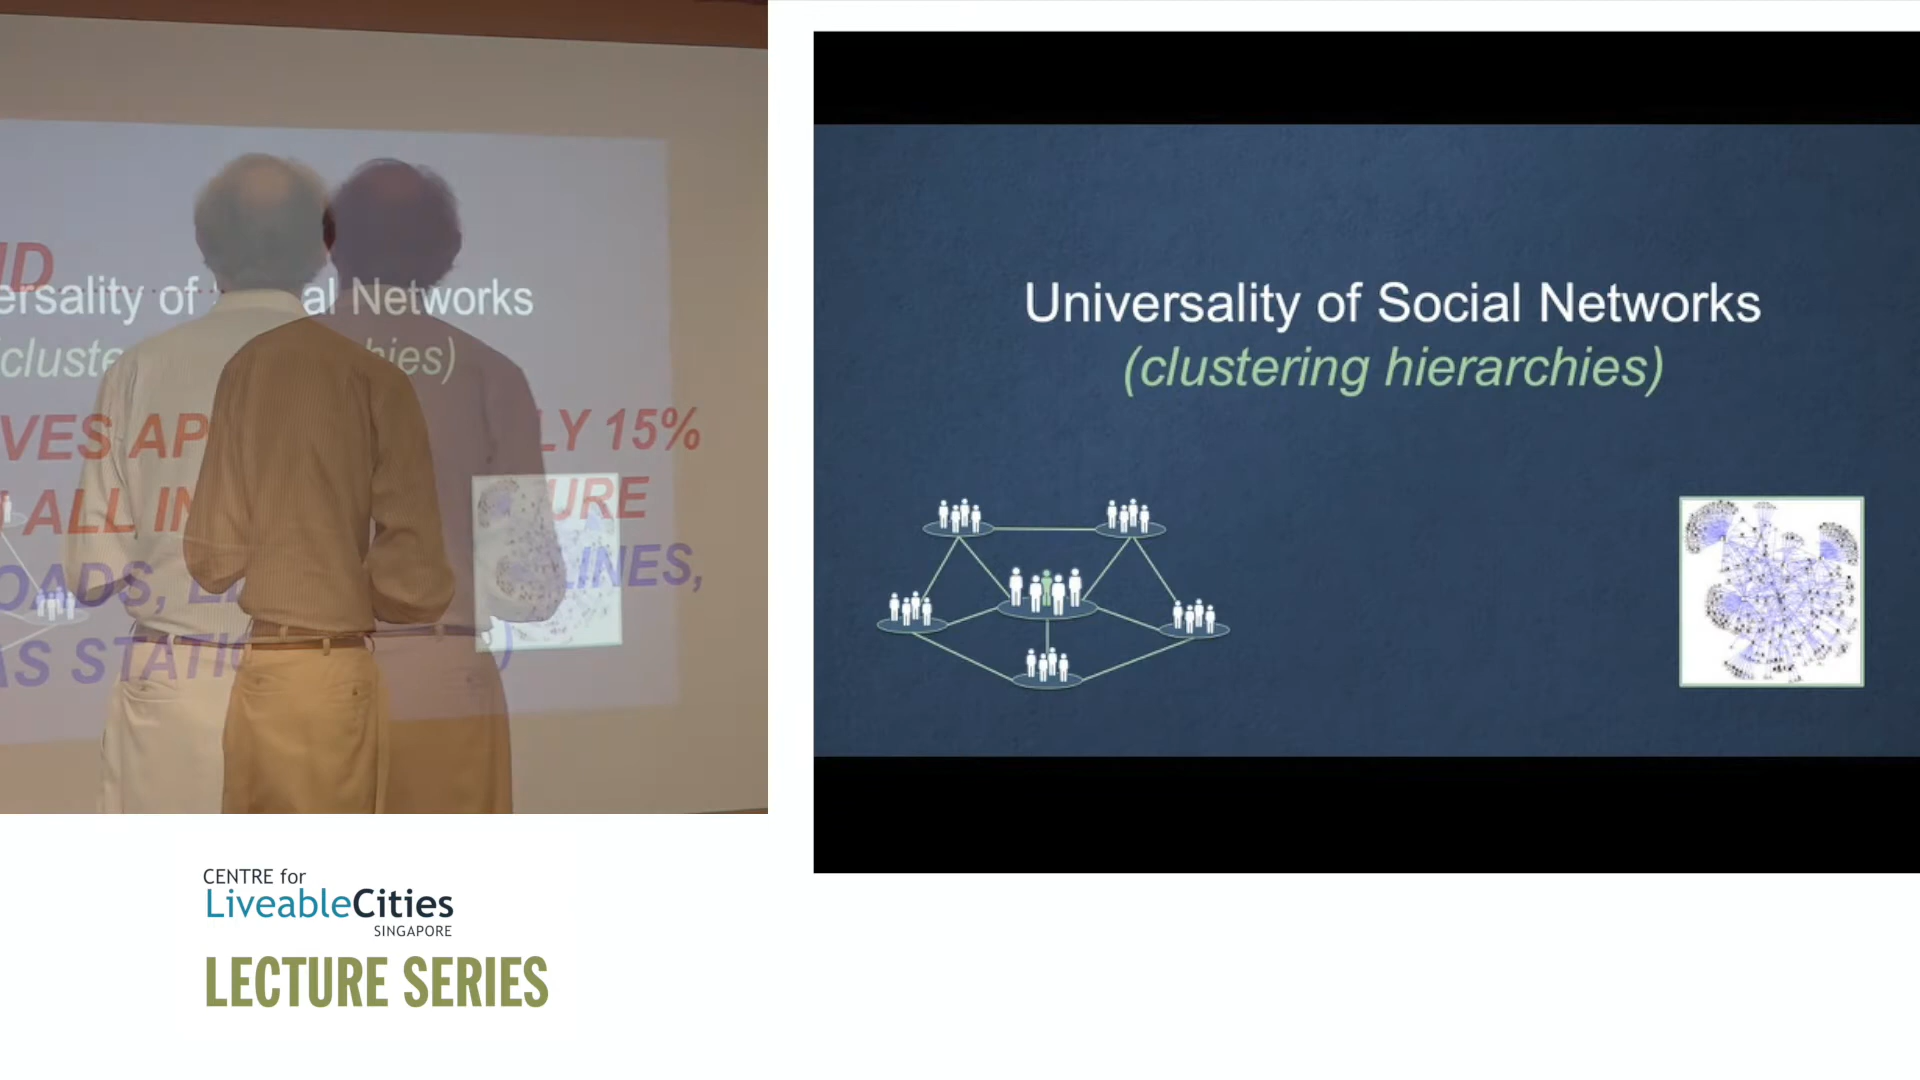 ersality of al Networks
(cluste hies)
VES AP LY 15%
ALL IN URE
OADS, INES,
AS STATI
Universality of Social Networks
(clustering hierarchies)
CENTRE for
LiveableCities
SINGAPORE
LECTURE SERIES